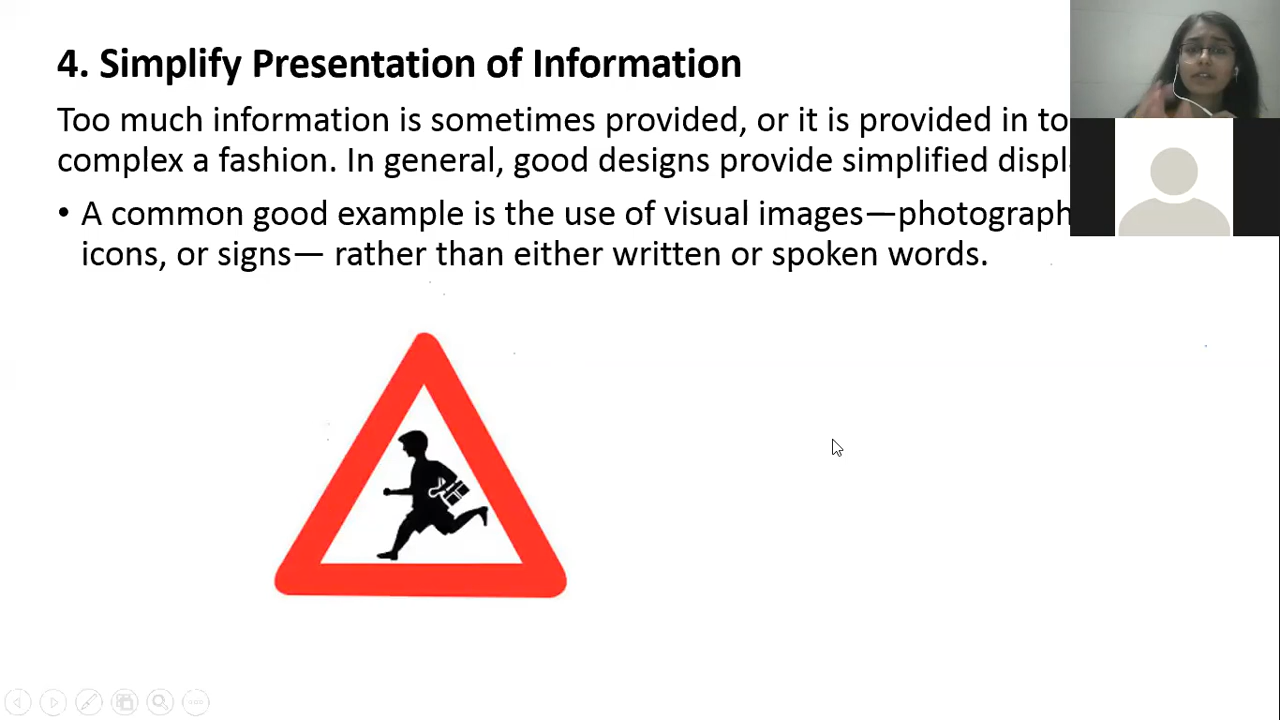 4. Simplify Presentation of Information
Too much information is sometimes provided, or it is provided in to
complex a fashion. In general, good designs provide simplified displ
• A common good example is the use of visual images—photograph
icons, or signs— rather than either written or spoken words.